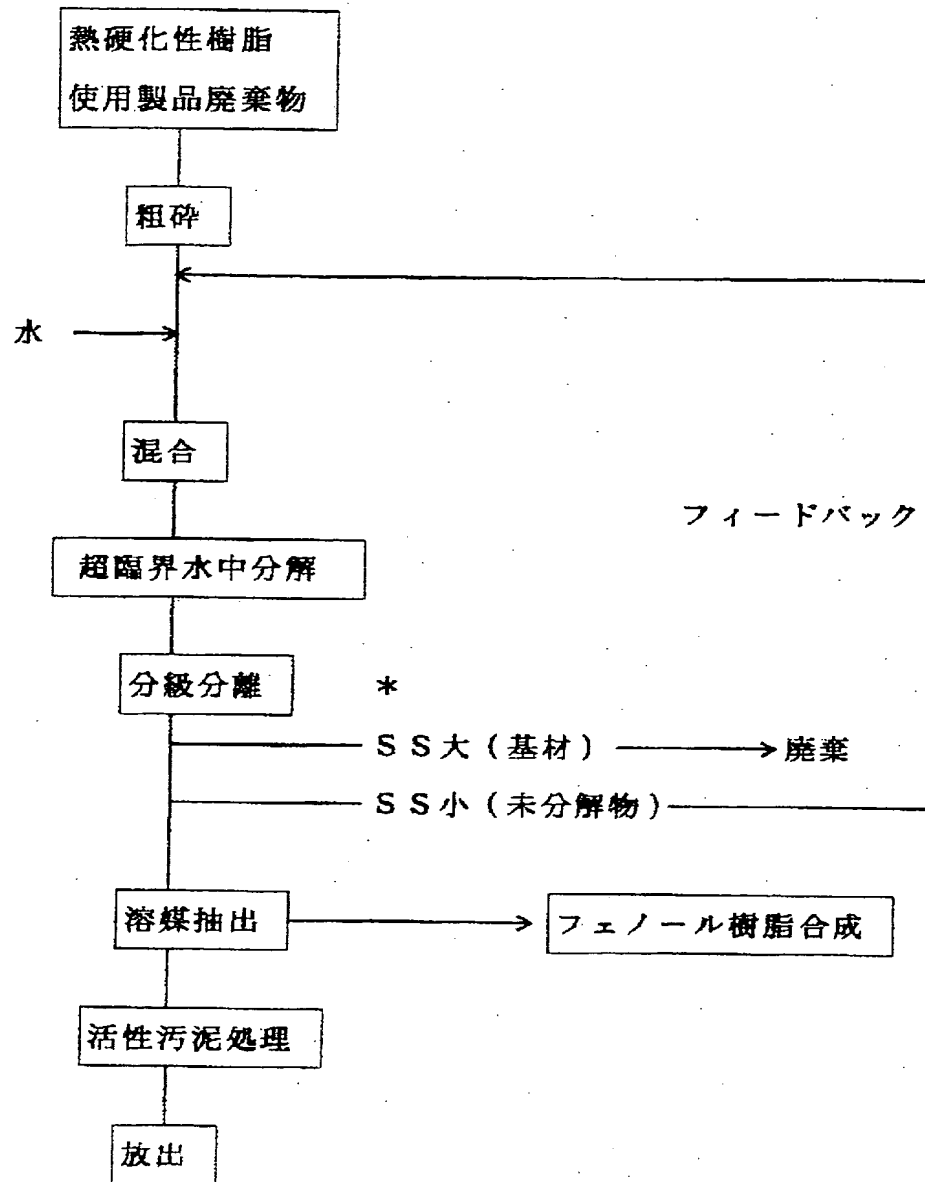 熱硬化性樹脂
使用製品廃棄物
粗砕
水
混合
フィードバック
超臨界水中分解
分級分離 *
SS大(基材) 廃棄
SS小(未分解物)
溶媒抽出 フェノール樹脂合成
活性汚泥処理
放出